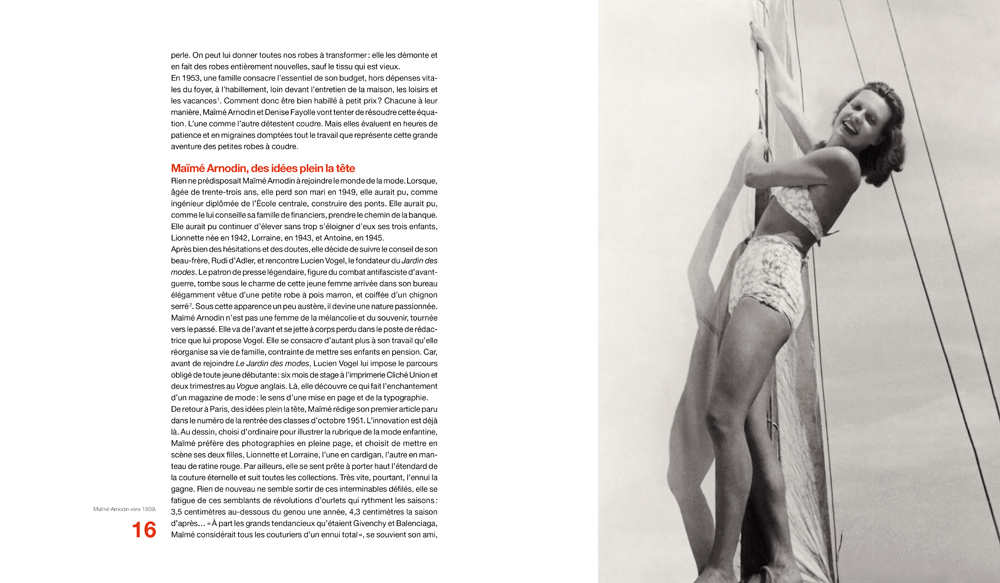 perle. On peut lui donner toutes nos robes à transformer : elle les démonte et
en fait des robes entièrement nouvelles, sauf le tissu qui est vieux.
En 1953, une famille consacre l'essentiel de son budget, hors dépenses vita-
les du foyer, à l'habillement, loin devant l'entretien de la maison, les loisirs et
les vacances¹. Comment donc être bien habillé à petit prix ? Chacune à leur
manière, Maïmé Arnodin et Denise Fayolle vont tenter de résoudre cette équa-
tion. L'une comme l'autre détestent coudre. Mais elles évaluent en heures de
patience et en migraines domptées tout le travail que représente cette grande
aventure des petites robes à coudre.
Maïmé Arnodin, des idées plein la tête
Rien ne prédisposait Maïmé Arnodin à rejoindre le monde de la mode. Lorsque,
âgée de trente-trois ans, elle perd son mari en 1949, elle aurait pu, comme
ingénieur diplômée de l'École centrale, construire des ponts. Elle aurait pu,
comme le lui conseille sa famille de financiers, prendre le chemin de la banque.
Elle aurait pu continuer d'élever sans trop s'éloigner d'eux ses trois enfants,
Lionnette née en 1942, Lorraine, en 1943, et Antoine, en 1945.
Après bien des hésitations et des doutes, elle décide de suivre le conseil de son
beau-frère, Rudi d'Adler, et rencontre Lucien Vogel, le fondateur du Jardin des
modes. Le patron de presse légendaire, figure du combat antifasciste d'avant-
guerre, tombe sous le charme de cette jeune femme arrivée dans son bureau
élégamment vêtue d'une petite robe à pois marron, et coiffée d'un chignon
serré². Sous cette apparence un peu austère, il devine une nature passionnée.
Maïmé Arnodin n'est pas une femme de la mélancolie et du souvenir, tournée
vers le passé. Elle va de l'avant et se jette à corps perdu dans le poste de rédac-
trice que lui propose Vogel. Elle se consacre d'autant plus à son travail qu'elle
réorganise sa vie de famille, contrainte de mettre ses enfants en pension. Car,
avant de rejoindre Le Jardin des modes, Lucien Vogel lui impose le parcours
obligé de toute jeune débutante : six mois de stage à l'imprimerie Cliché Union et
deux trimestres au Vogue anglais. Là, elle découvre ce qui fait l'enchantement
d'un magazine de mode : le sens d'une mise en page et de la typographie.
De retour à Paris, des idées plein la tête, Maïmé rédige son premier article paru
dans le numéro de la rentrée des classes d'octobre 1951. L'innovation est déjà
là. Au dessin, choisi d'ordinaire pour illustrer la rubrique de la mode enfantine,
Maïmé préfère des photographies en pleine page, et choisit de mettre en
scène ses deux filles, Lionnette et Lorraine, l'une en cardigan, l'autre en man-
teau de ratine rouge. Par ailleurs, elle se sent prête à porter haut l'étendard de
la couture éternelle et suit toutes les collections. Très vite, pourtant, l'ennui la
gagne. Rien de nouveau ne semble sortir de ces interminables défilés, elle se
fatigue de ces semblants de révolutions d'ourlets qui rythment les saisons :
3,5 centimètres au-dessous du genou une année, 4,3 centimètres la saison
d'après… « À part les grands tendancieux qu'étaient Givenchy et Balenciaga,
Maïmé considérait tous les couturiers d'un ennui total », se souvient son ami,
Maïmé Arnodin vers 1939.
16